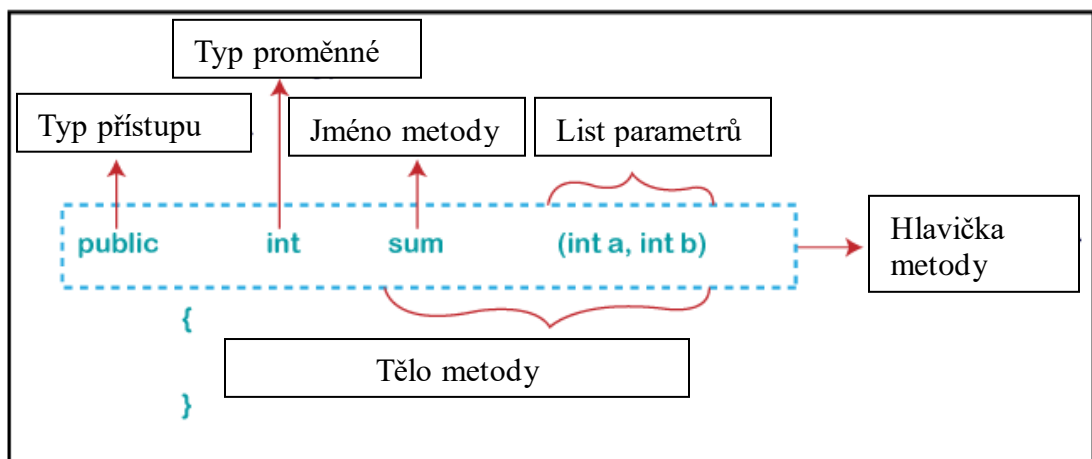 Typ proměnné
Typ přístupu
Jméno metody
List parametrů
public int sum (int a, int b)
Hlavička
metody
{
Tělo metody
}